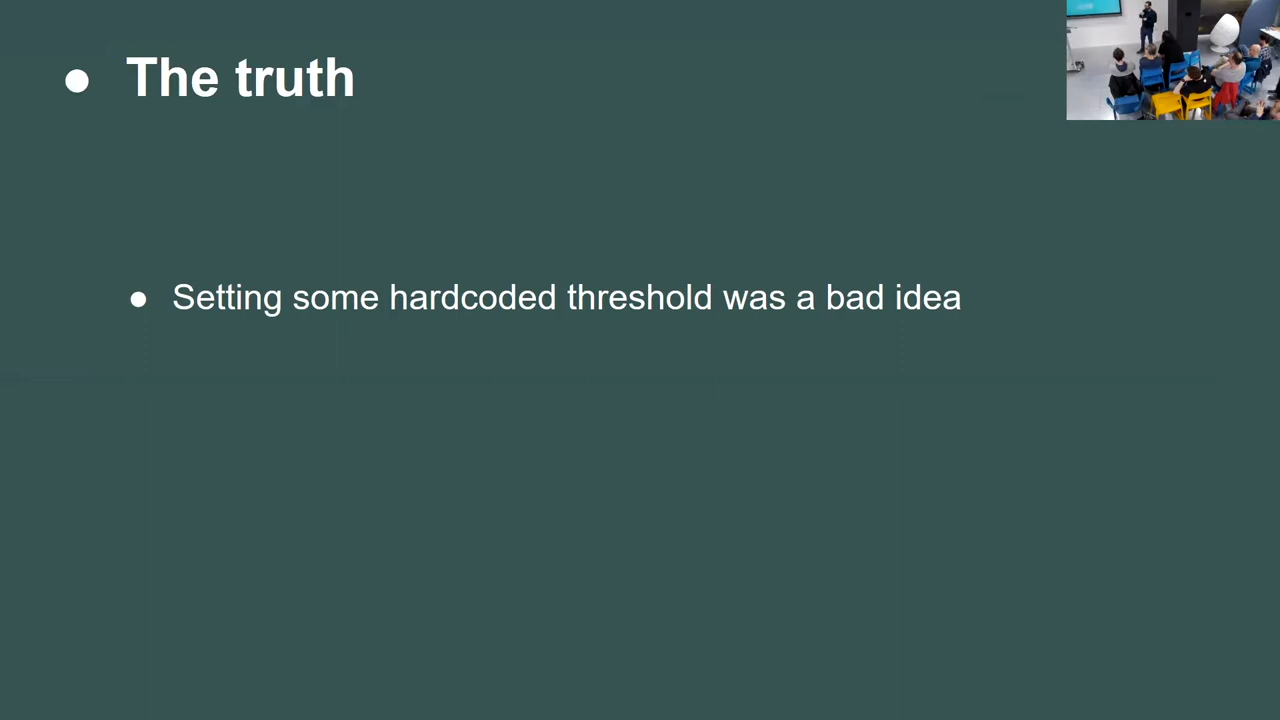 ● The truth
● Setting some hardcoded threshold was a bad idea